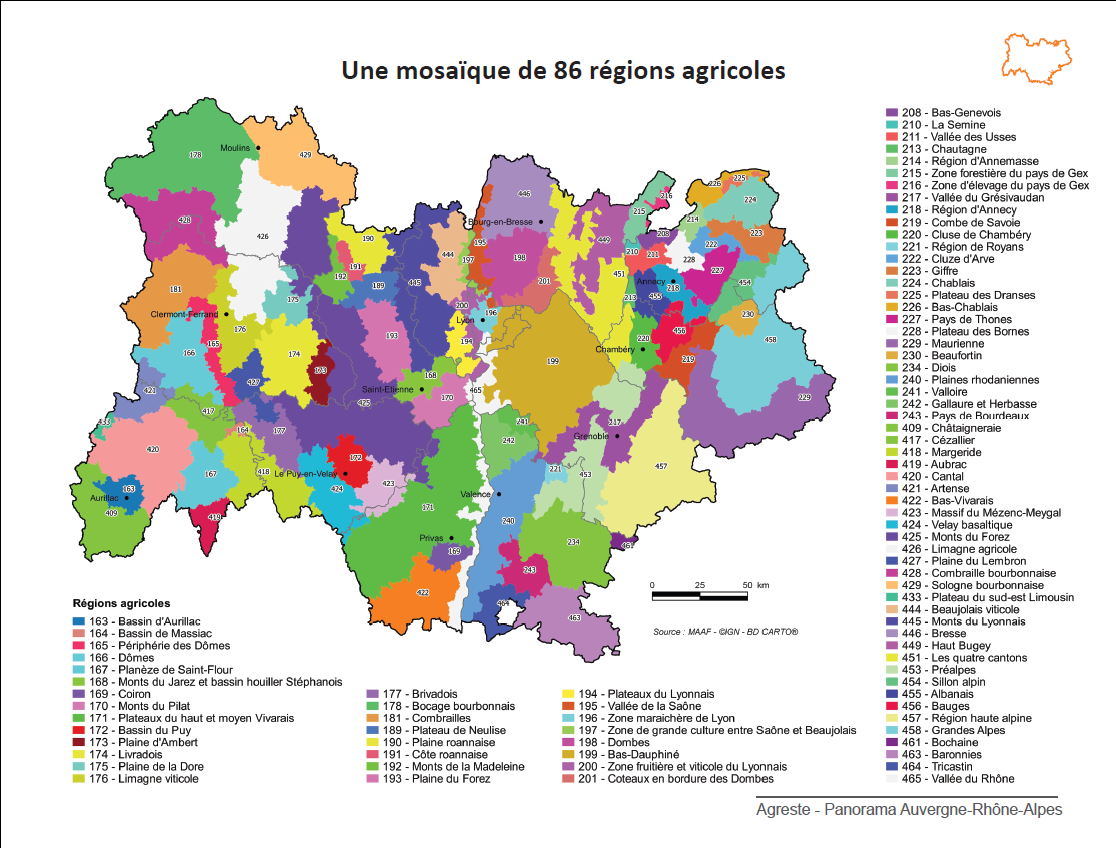 Une mosaïque de 86 régions agricoles
178
Moulins
429
428
426
181
Clermont-Ferrand
176
165
166
421
427
174
175
173
190
191
192
189
193
445
444
195
197
Bourg-en-Bresse
446
198
201
200
Lyon
196
194
168
Saint-Etienne
170
465
199
449
451
215
216
210
211
208
214
226
225
224
222
223
228
227
Annecy
218
455
213
454
230
458
456
220
Chambéry
219
229
217
Grenoble
457
453
221
241
242
Valence
240
234
243
461
463
464
171
Privas
169
422
425
417
433
420
164
177
418
172
Le Puy-en-Velay
424
423
167
419
163
Aurillac
409
0 25 50 km
Source : MAAF - ©IGN - BD CARTO®
Régions agricoles
163 - Bassin d'Aurillac
164 - Bassin de Massiac
165 - Périphérie des Dômes
166 - Dômes
167 - Planèze de Saint-Flour
168 - Monts du Jarez et bassin houiller Stéphanois
169 - Coiron
170 - Monts du Pilat
171 - Plateaux du haut et moyen Vivarais
172 - Bassin du Puy
173 - Plaine d'Ambert
174 - Livradois
175 - Plaine de la Dore
176 - Limagne viticole
177 - Brivadois
178 - Bocage bourbonnais
181 - Combrailles
189 - Plateau de Neulise
190 - Plaine roannaise
191 - Côte roannaise
192 - Monts de la Madeleine
193 - Plaine du Forez
194 - Plateaux du Lyonnais
195 - Vallée de la Saône
196 - Zone maraichère de Lyon
197 - Zone de grande culture entre Saône et Beaujolais
198 - Dombes
199 - Bas-Dauphiné
200 - Zone fruitière et viticole du Lyonnais
201 - Coteaux en bordure des Dombes
208 - Bas-Genevois
210 - La Semine
211 - Vallée des Usses
213 - Chautagne
214 - Région d'Annemasse
215 - Zone forestière du pays de Gex
216 - Zone d'élevage du pays de Gex
217 - Vallée du Grésivaudan
218 - Région d'Annecy
219 - Combe de Savoie
220 - Cluse de Chambéry
221 - Région de Royans
222 - Cluze d'Arve
223 - Giffre
224 - Chablais
225 - Plateau des Dranses
226 - Bas-Chablais
227 - Pays de Thones
228 - Plateau des Bornes
229 - Maurienne
230 - Beaufortin
234 - Diois
240 - Plaines rhodaniennes
241 - Valloire
242 - Gallaure et Herbasse
243 - Pays de Bourdeaux
409 - Châtaigneraie
417 - Cézallier
418 - Margeride
419 - Aubrac
420 - Cantal
421 - Artense
422 - Bas-Vivarais
423 - Massif du Mézenc-Meygal
424 - Velay basaltique
425 - Monts du Forez
426 - Limagne agricole
427 - Plaine du Lembron
428 - Combraille bourbonnaise
429 - Sologne bourbonnaise
433 - Plateau du sud-est Limousin
444 - Beaujolais viticole
445 - Monts du Lyonnais
446 - Bresse
449 - Haut Bugey
451 - Les quatre cantons
453 - Préalpes
454 - Sillon alpin
455 - Albanais
456 - Bauges
457 - Région haute alpine
458 - Grandes Alpes
461 - Bochaine
463 - Baronnies
464 - Tricastin
465 - Vallée du Rhône
Agreste - Panorama Auvergne-Rhône-Alpes